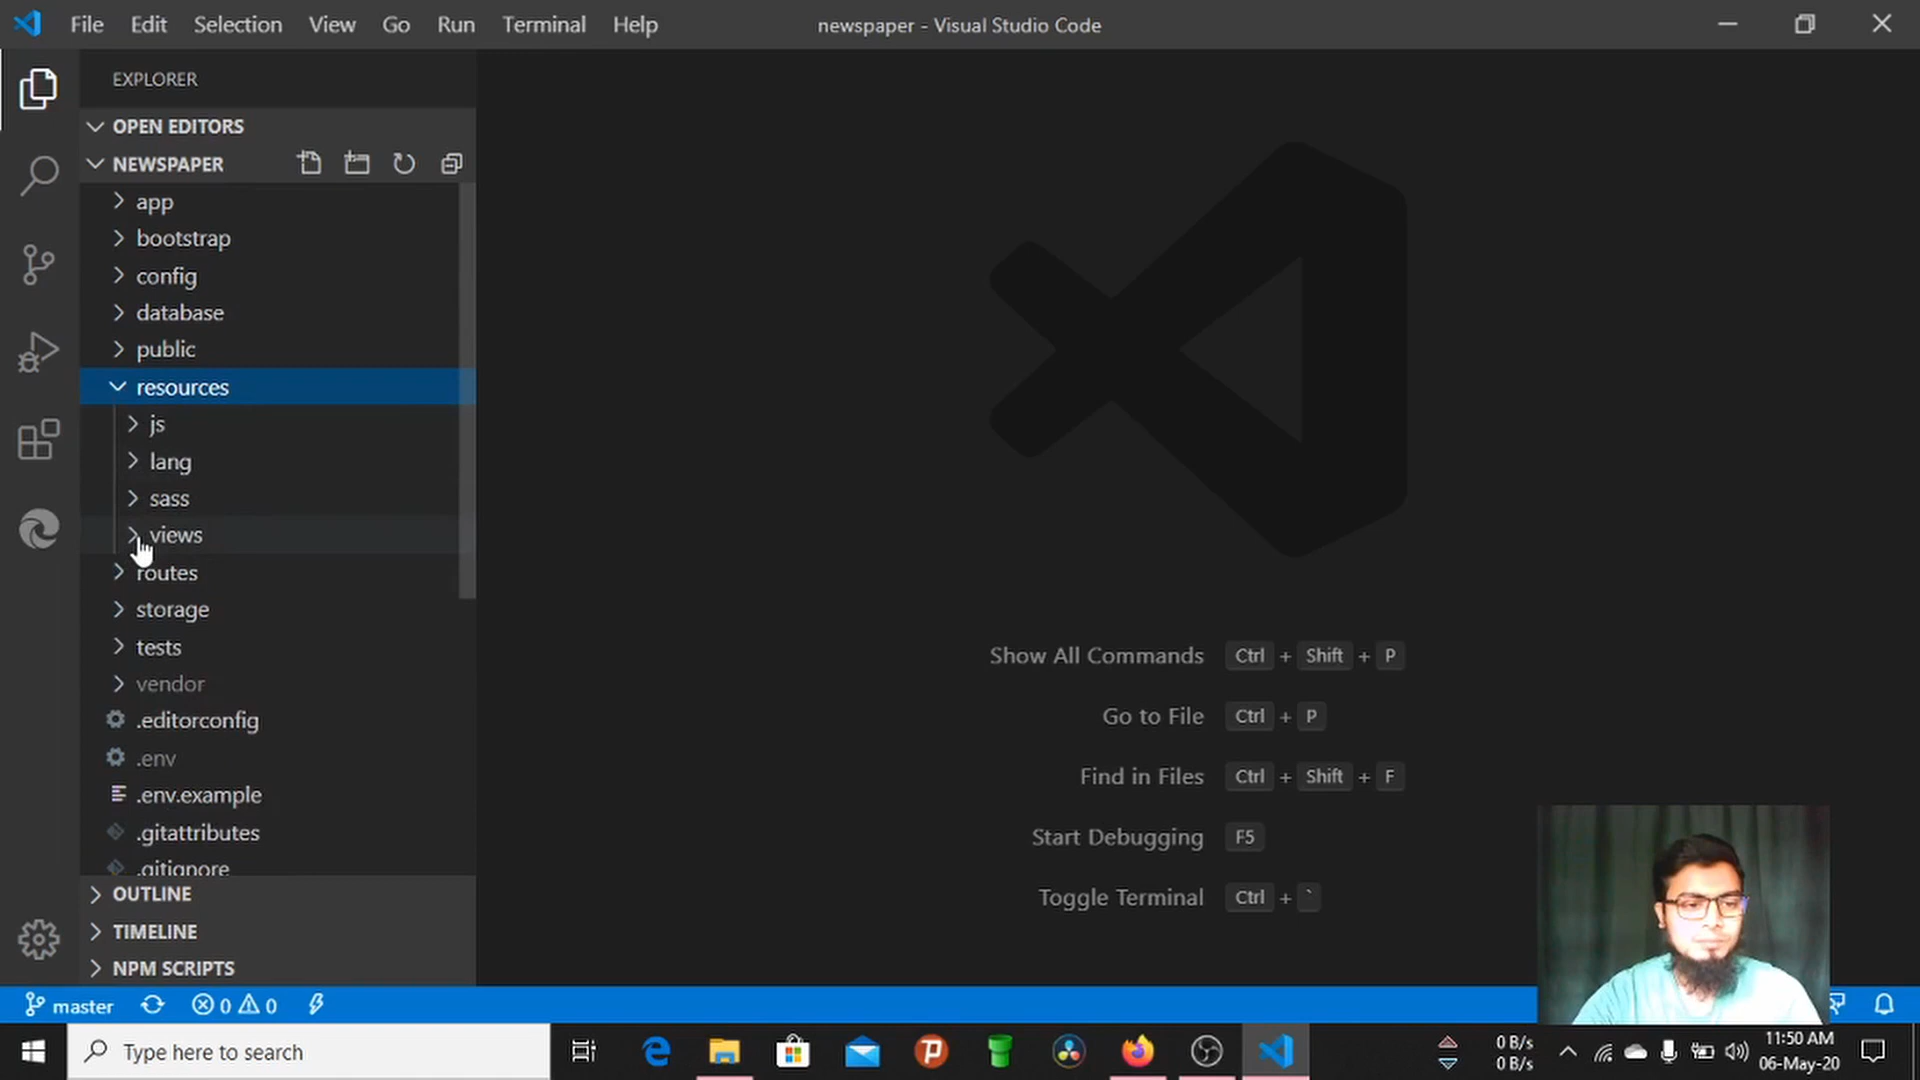 File Edit Selection View Go Run Terminal Help
newspaper - Visual Studio Code
EXPLORER
OPEN EDITORS
NEWSPAPER
app
bootstrap
config
database
public
resources
js
lang
sass
views
routes
storage
tests
vendor
.editorconfig
.env
.env.example
.gitattributes
.gitignore
OUTLINE
TIMELINE
NPM SCRIPTS
Show All Commands Ctrl + Shift + P
Go to File Ctrl + P
Find in Files Ctrl + Shift + F
Start Debugging F5
Toggle Terminal Ctrl + `
master 0 0
Type here to search
0 B/s
0 B/s
11:50 AM
06-May-20